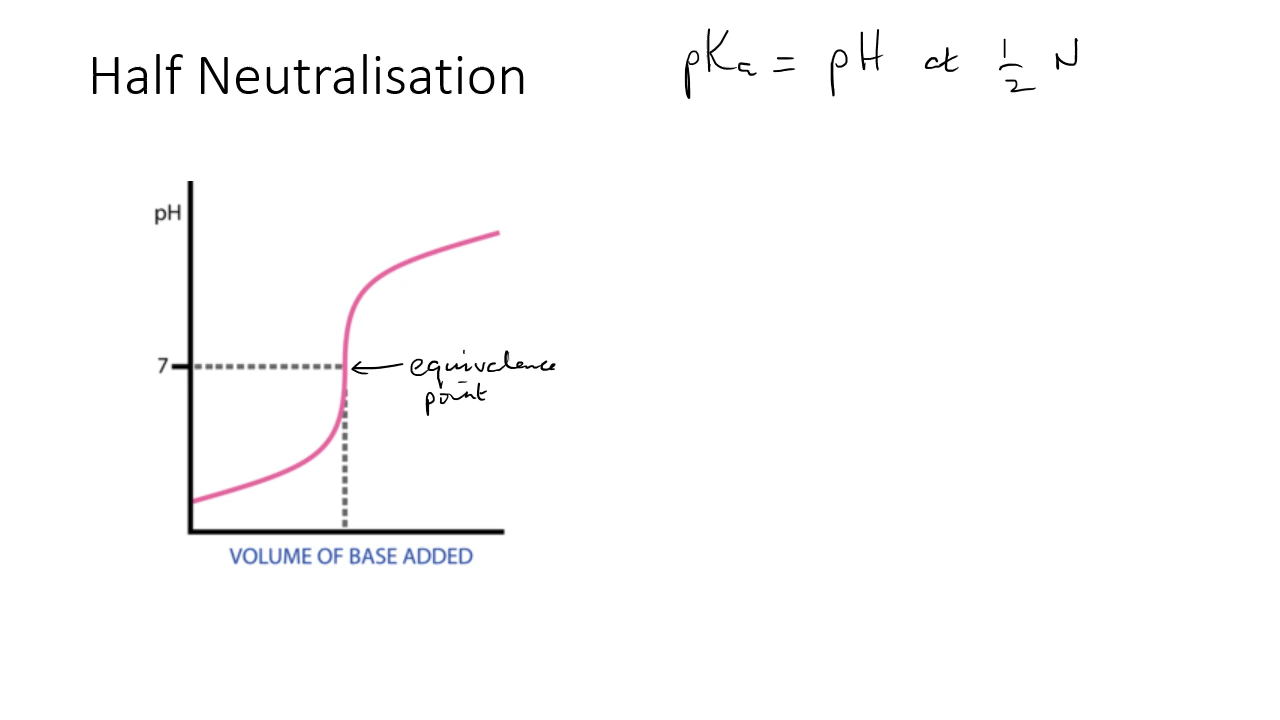 Half Neutralisation
pKa = pH at 1/2 N
pH
7
equivalence
point
VOLUME OF BASE ADDED